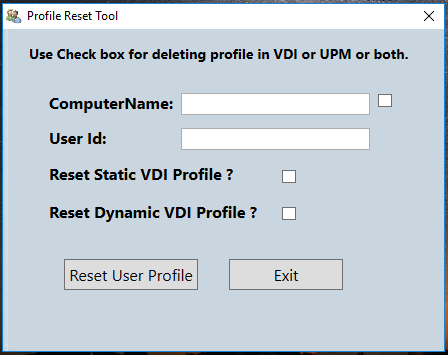 Profile Reset Tool
Use Check box for deleting profile in VDI or UPM or both.
ComputerName:
User Id:
Reset Static VDI Profile ?
Reset Dynamic VDI Profile ?
Reset User Profile Exit